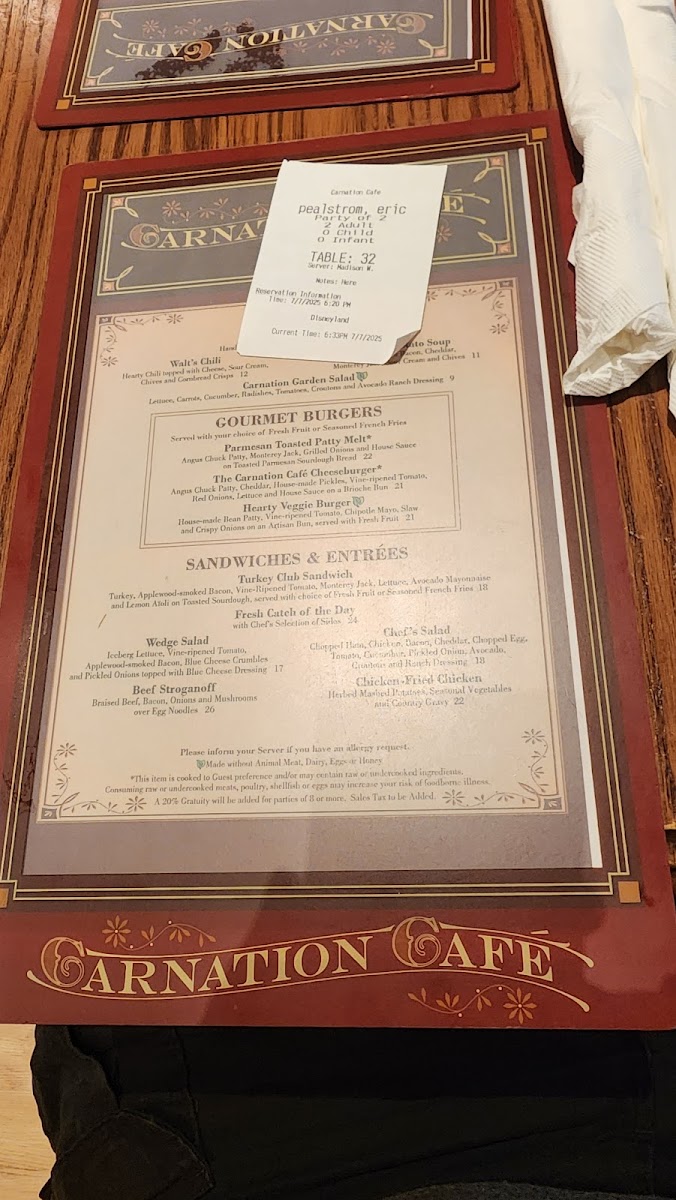 CARNATION CAFÉ
Carnation Cafe
pealstrom, eric
Party of 2
2 Adult
0 Child
0 Infant
TABLE: 32
Server: Madison W.
Notes: Here
Reservation Information
Time: 7/7/2025 6:20 PM
Disneyland
Current Time: 6:33PM 7/7/2025
CARNAT É
Hand
Walt's Chili
Hearty Chili topped with Cheese, Sour Cream,
Chives and Cornbread Crisps 12
Soup
Bacon, Cheddar,
Cream and Chives 11
Carnation Garden Salad
Lettuce, Carrots, Cucumber, Radishes, Tomatoes, Croutons and Avocado Ranch Dressing 9
GOURMET BURGERS
Served with your choice of Fresh Fruit or Seasoned French Fries
Parmesan Toasted Patty Melt*
Angus Chuck Patty, Monterey Jack, Grilled Onions and House Sauce
on Toasted Parmesan Sourdough Bread 22
The Carnation Café Cheeseburger*
Angus Chuck Patty, Cheddar, House-made Pickles, Vine-ripened Tomato,
Red Onions, Lettuce and House Sauce on a Brioche Bun 21
Hearty Veggie Burger
House-made Bean Patty, Vine-ripened Tomato, Chipotle Mayo, Slaw
and Crispy Onions on an Artisan Bun, served with Fresh Fruit 21
SANDWICHES & ENTRÉES
Turkey Club Sandwich
Turkey, Applewood-smoked Bacon, Vine-Ripened Tomato, Monterey Jack, Lettuce, Avocado Mayonnaise
and Lemon Aioli on Toasted Sourdough, served with choice of Fresh Fruit or Seasoned French Fries 18
Fresh Catch of the Day
with Chef's Selection of Sides 24
Wedge Salad
Iceberg Lettuce, Vine-ripened Tomato,
Applewood-smoked Bacon, Blue Cheese Crumbles
and Pickled Onions topped with Blue Cheese Dressing 17
Chef's Salad
Chopped Ham, Chicken, Bacon, Cheddar, Chopped Egg,
Tomato, Cucumber, Pickled Onion, Avocado,
Croutons and Ranch Dressing 18
Beef Stroganoff
Braised Beef, Bacon, Onions and Mushrooms
over Egg Noodles 26
Chicken-Fried Chicken
Herbed Mashed Potatoes, Seasonal Vegetables
and Country Gravy 22
Please inform your Server if you have an allergy request.
Made without Animal Meat, Dairy, Eggs or Honey
*This item is cooked to Guest preference and/or may contain raw or undercooked ingredients.
Consuming raw or undercooked meats, poultry, shellfish or eggs may increase your risk of foodborne illness.
A 20% Gratuity will be added for parties of 8 or more. Sales Tax to be Added.
CARNATION CAFÉ